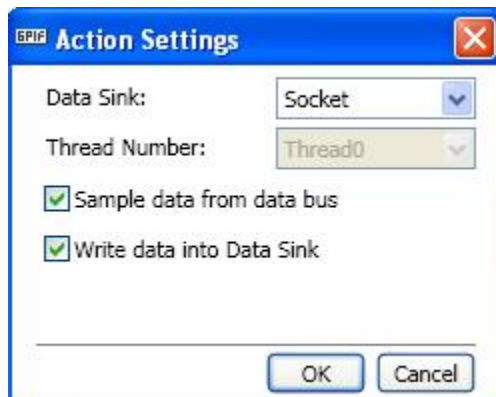 GPIF Action Settings
Data Sink: Socket
Thread Number: Thread0
Sample data from data bus
Write data into Data Sink
OK Cancel